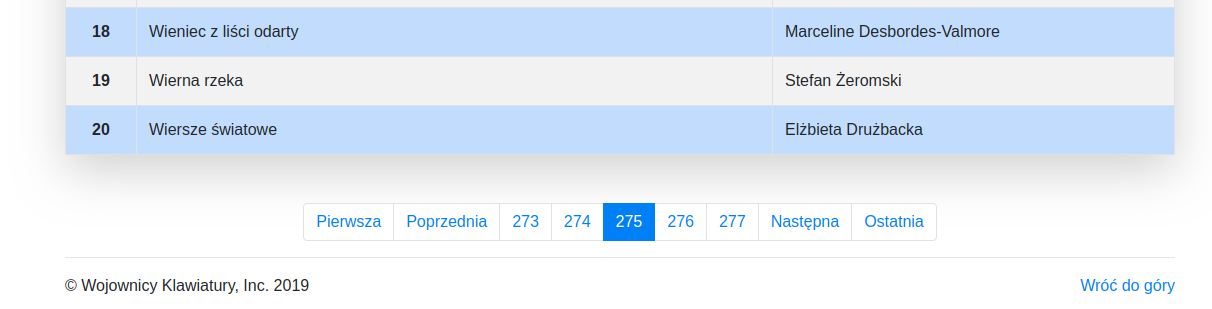 18 Wieniec z liści odarty Marceline Desbordes-Valmore
19 Wierna rzeka Stefan Żeromski
20 Wiersze światowe Elżbieta Drużbacka
Pierwsza Poprzednia 273 274 275 276 277 Następna Ostatnia
© Wojownicy Klawiatury, Inc. 2019 Wróć do góry